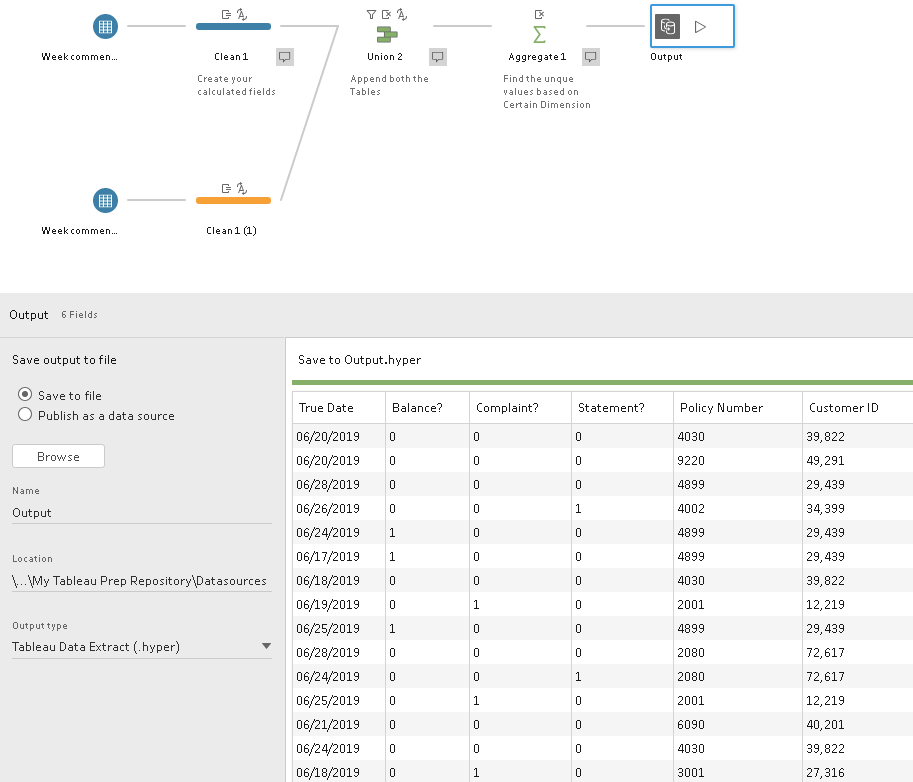 Week commen...
Clean 1
Create your
calculated fields
Union 2
Append both the
Tables
Aggregate 1
Find the unque
values based on
Certain Dimension
Output
Week commen...
Clean 1 (1)
Output 6 Fields
Save output to file
Save to file
Publish as a data source
Browse
Name
Output
Location
\...\My Tableau Prep Repository\Datasources
Output type
Tableau Data Extract (.hyper)
Save to Output.hyper
True Date Balance? Complaint? Statement? Policy Number Customer ID
06/20/2019 0 0 0 4030 39,822
06/20/2019 0 0 0 9220 49,291
06/28/2019 0 0 0 4899 29,439
06/26/2019 0 0 1 4002 34,399
06/24/2019 1 0 0 4899 29,439
06/17/2019 1 0 0 4899 29,439
06/18/2019 0 0 0 4030 39,822
06/19/2019 0 1 0 2001 12,219
06/25/2019 1 0 0 4899 29,439
06/28/2019 0 0 0 2080 72,617
06/24/2019 0 0 1 2080 72,617
06/25/2019 0 1 0 2001 12,219
06/21/2019 0 0 0 6090 40,201
06/24/2019 0 0 0 4030 39,822
06/18/2019 0 1 0 3001 27,316